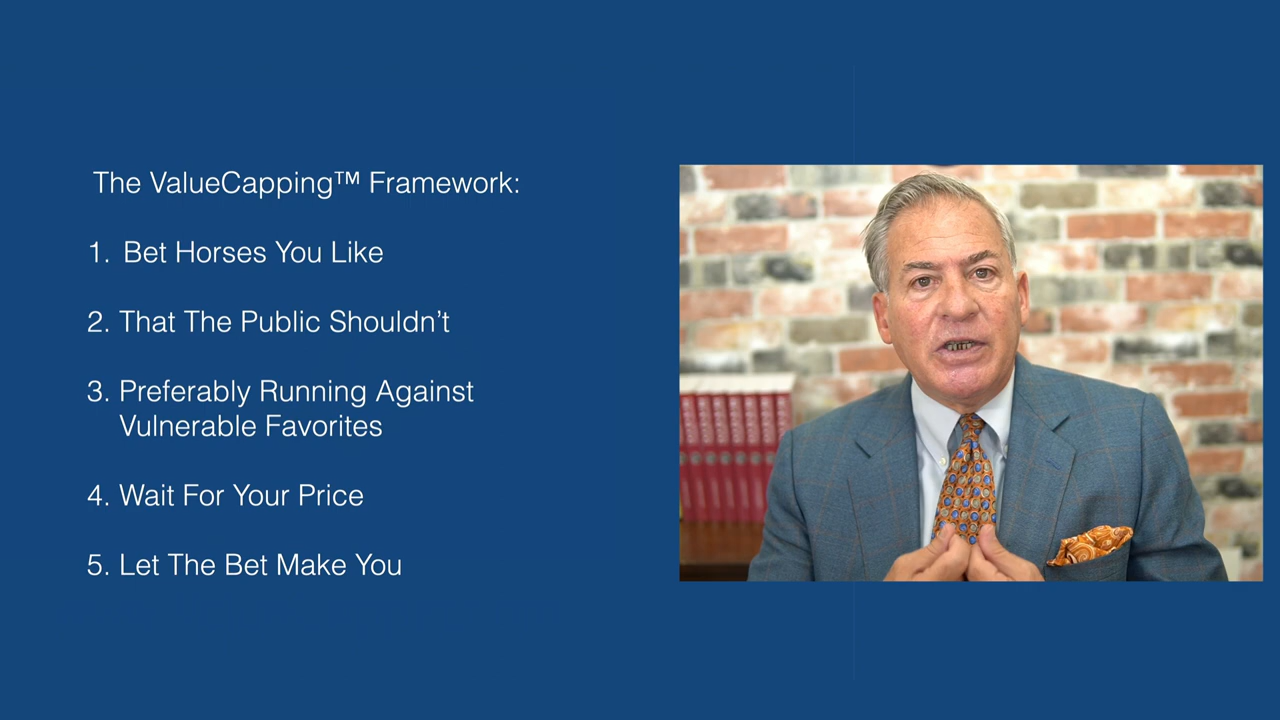 The ValueCapping™ Framework:
1. Bet Horses You Like
2. That The Public Shouldn’t
3. Preferably Running Against
Vulnerable Favorites
4. Wait For Your Price
5. Let The Bet Make You